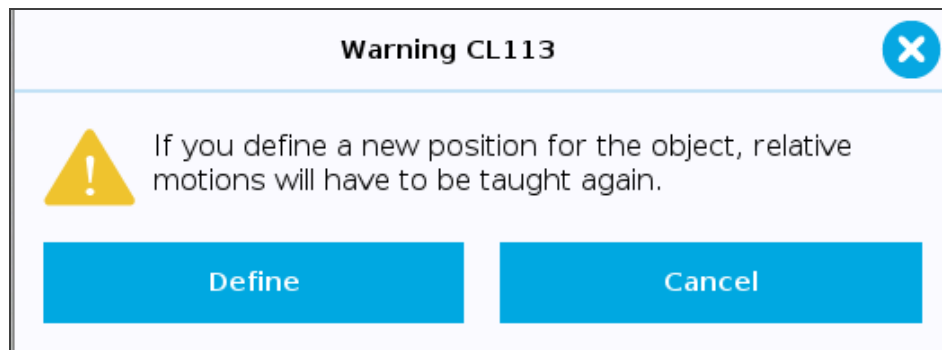 Warning CL113
If you define a new position for the object, relative
motions will have to be taught again.
Define
Cancel